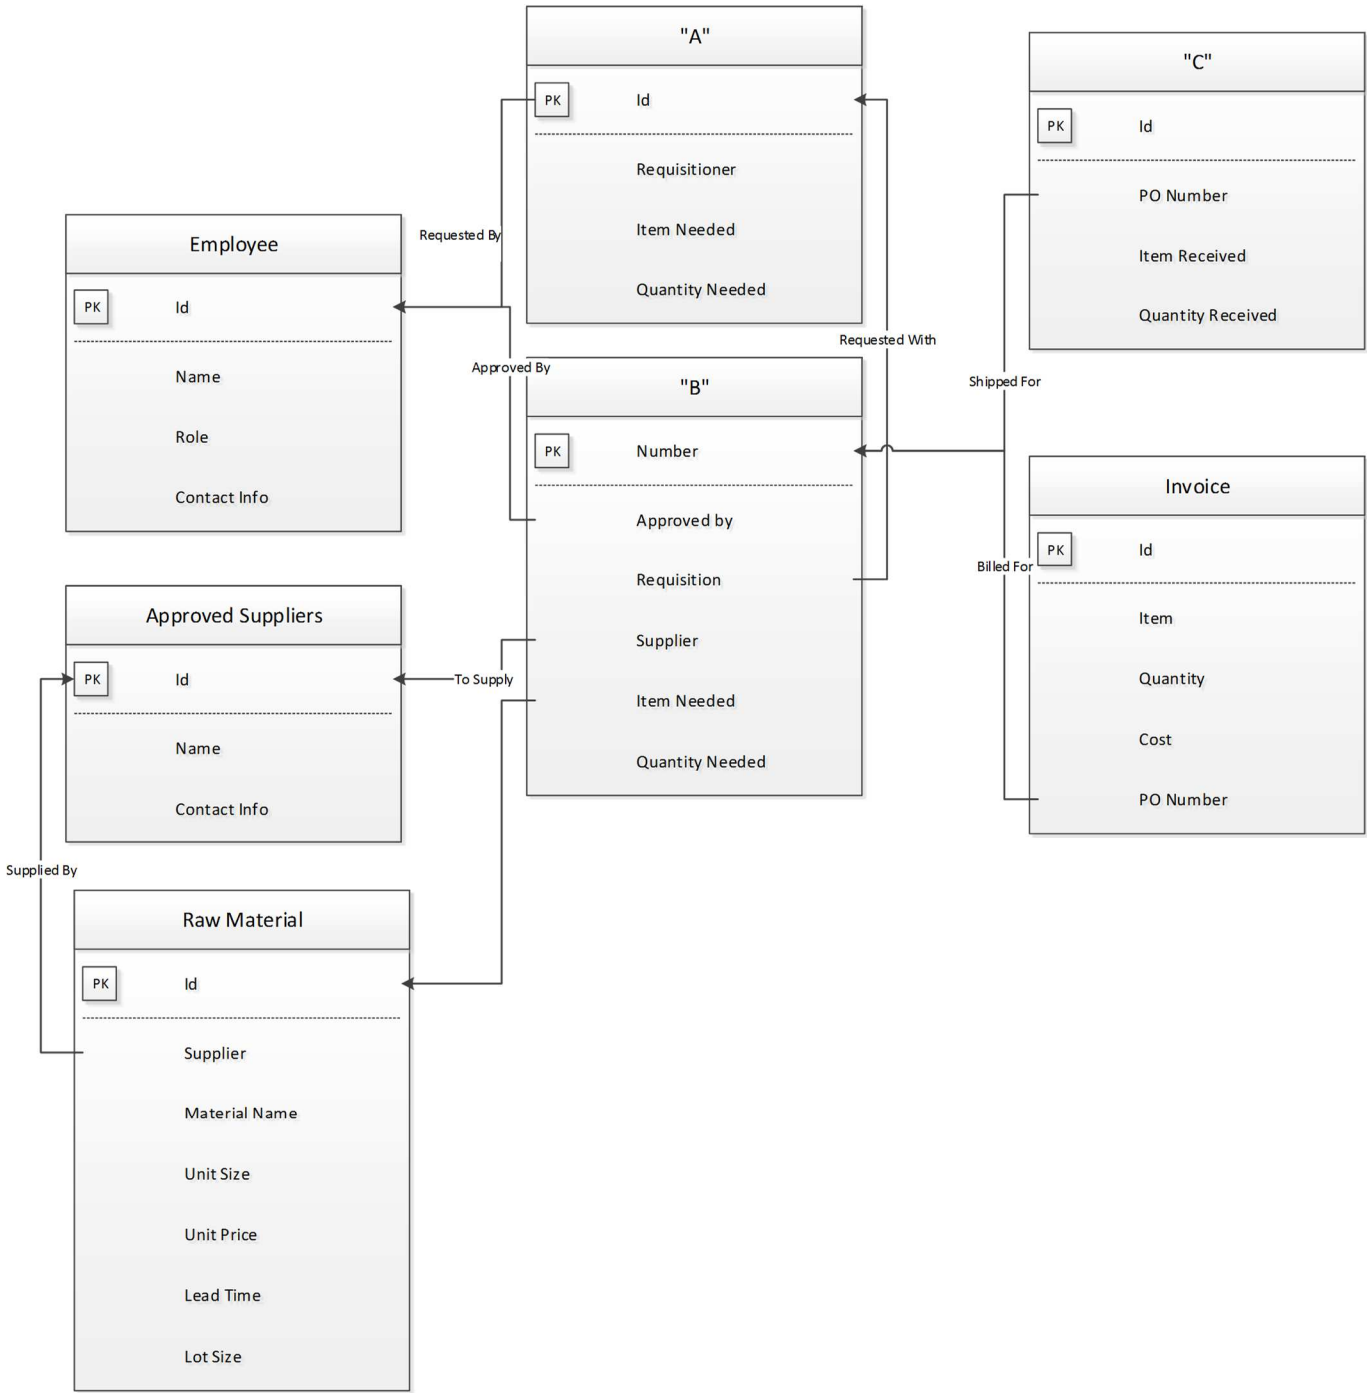 "A"
PK
Id
Requisitioner
Item Needed
Quantity Needed
"C"
PK
Id
PO Number
Item Received
Quantity Received
Employee
PK
Id
Name
Role
Contact Info
Requested By
Approved By
Requested With
Shipped For
"B"
PK
Number
Approved by
Requisition
Supplier
Item Needed
Quantity Needed
Invoice
PK
Id
Item
Quantity
Cost
PO Number
Billed For
Approved Suppliers
PK
Id
Name
Contact Info
To Supply
Supplied By
Raw Material
PK
Id
Supplier
Material Name
Unit Size
Unit Price
Lead Time
Lot Size